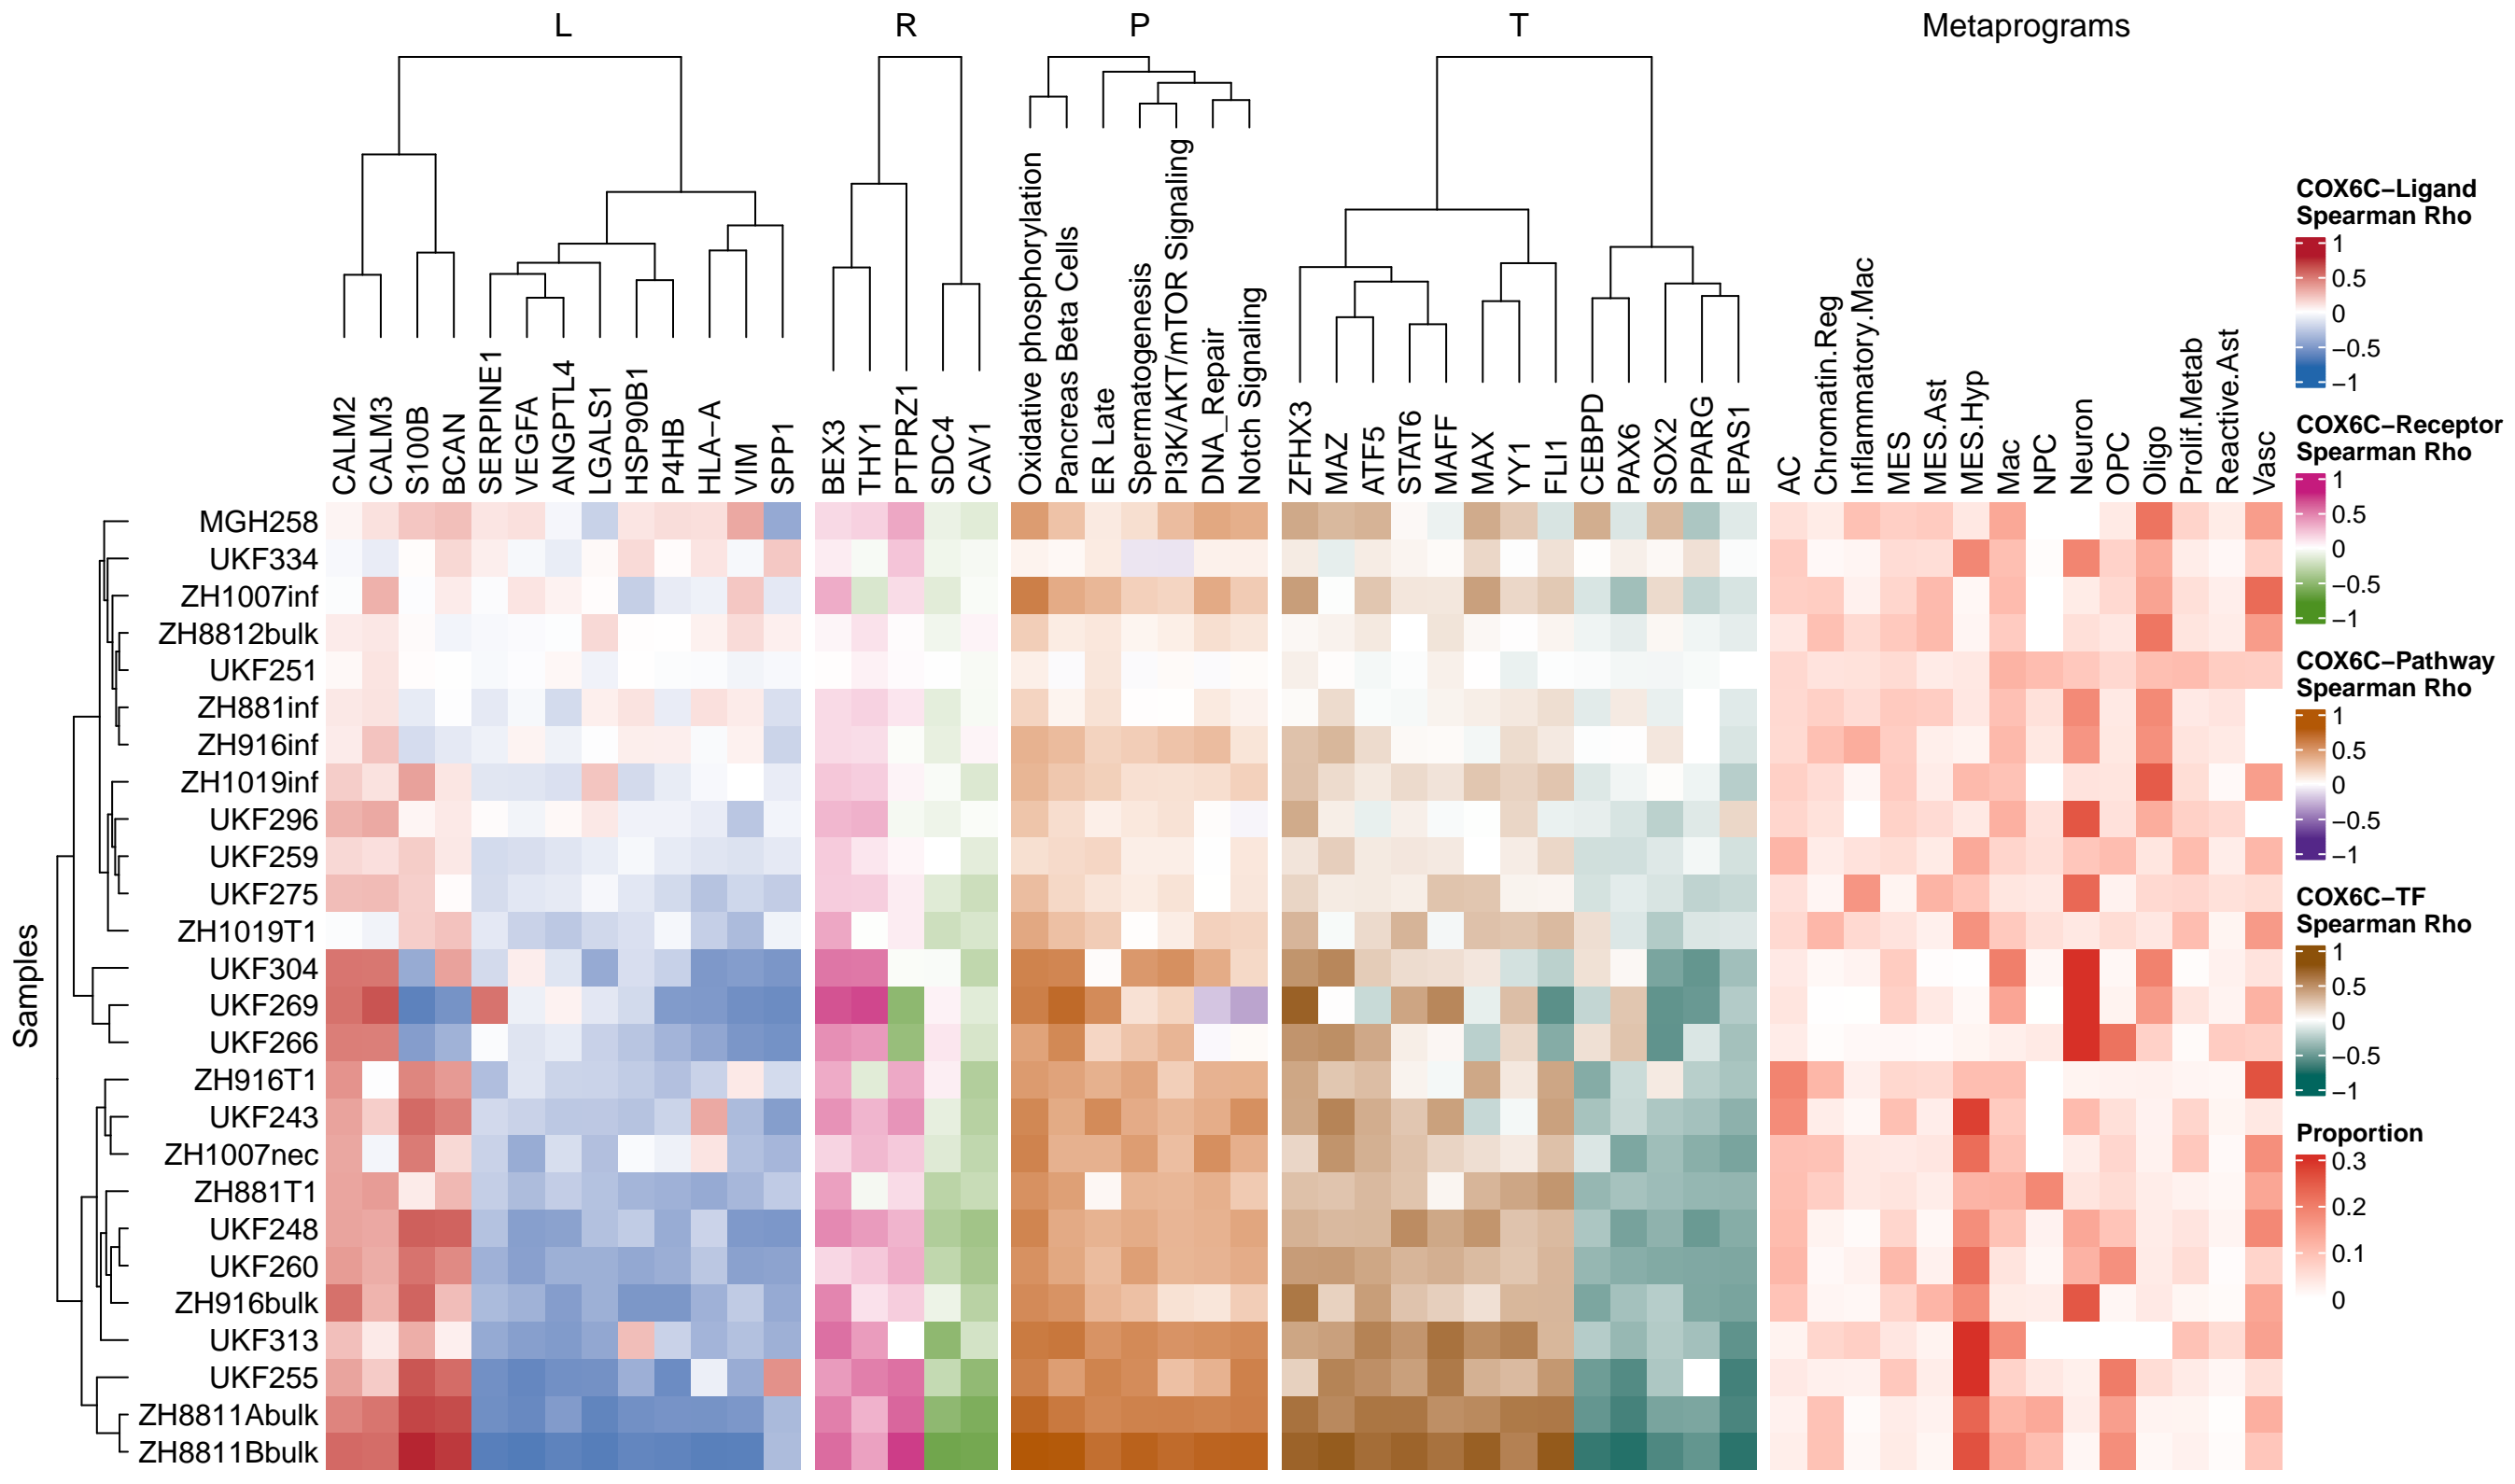 L R P T Metaprograms
CALM2
CALM3
S100B
BCAN
SERPINE1
VEGFA
ANGPTL4
LGALS1
HSP90B1
P4HB
HLA−A
VIM
SPP1
BEX3
THY1
PTPRZ1
SDC4
CAV1
Oxidative phosphorylation
Pancreas Beta Cells
ER Late
Spermatogenesis
PI3K/AKT/mTOR Signaling
DNA_Repair
Notch Signaling
ZFHX3
MAZ
ATF5
STAT6
MAFF
MAX
YY1
FLI1
CEBPD
PAX6
SOX2
PPARG
EPAS1
AC
Chromatin.Reg
Inflammatory.Mac
MES
MES.Ast
MES.Hyp
Mac
NPC
Neuron
OPC
Oligo
Prolif.Metab
Reactive.Ast
Vasc
Samples
MGH258
UKF334
ZH1007inf
ZH8812bulk
UKF251
ZH881inf
ZH916inf
ZH1019inf
UKF296
UKF259
UKF275
ZH1019T1
UKF304
UKF269
UKF266
ZH916T1
UKF243
ZH1007nec
ZH881T1
UKF248
UKF260
ZH916bulk
UKF313
UKF255
ZH8811Abulk
ZH8811Bbulk
COX6C−Ligand
Spearman Rho
1
0.5
0
−0.5
−1
COX6C−Receptor
Spearman Rho
1
0.5
0
−0.5
−1
COX6C−Pathway
Spearman Rho
1
0.5
0
−0.5
−1
COX6C−TF
Spearman Rho
1
0.5
0
−0.5
−1
Proportion
0.3
0.2
0.1
0